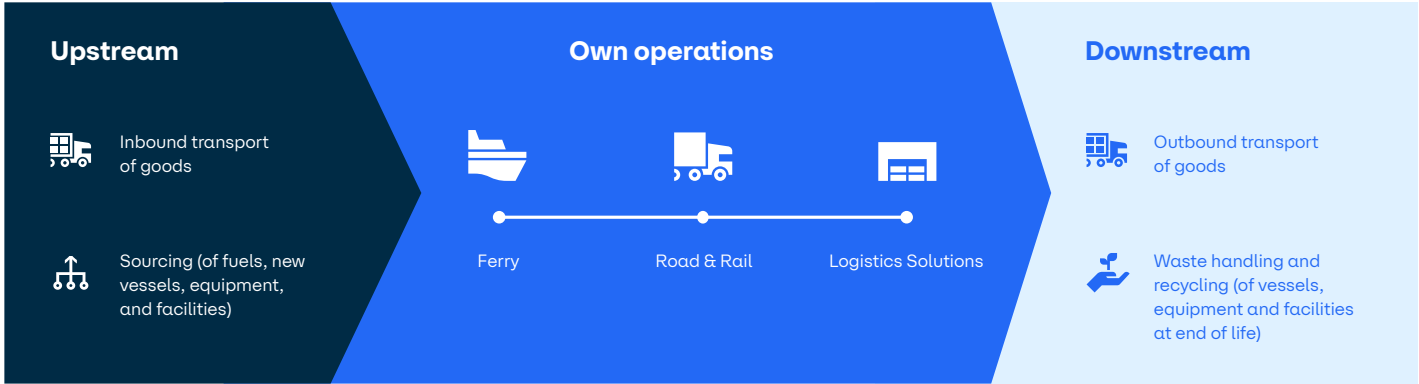 Upstream
Inbound transport
of goods
Sourcing (of fuels, new
vessels, equipment,
and facilities)
Own operations
Ferry
Road & Rail
Logistics Solutions
Downstream
Outbound transport
of goods
Waste handling and
recycling (of vessels,
equipment and facilities
at end of life)